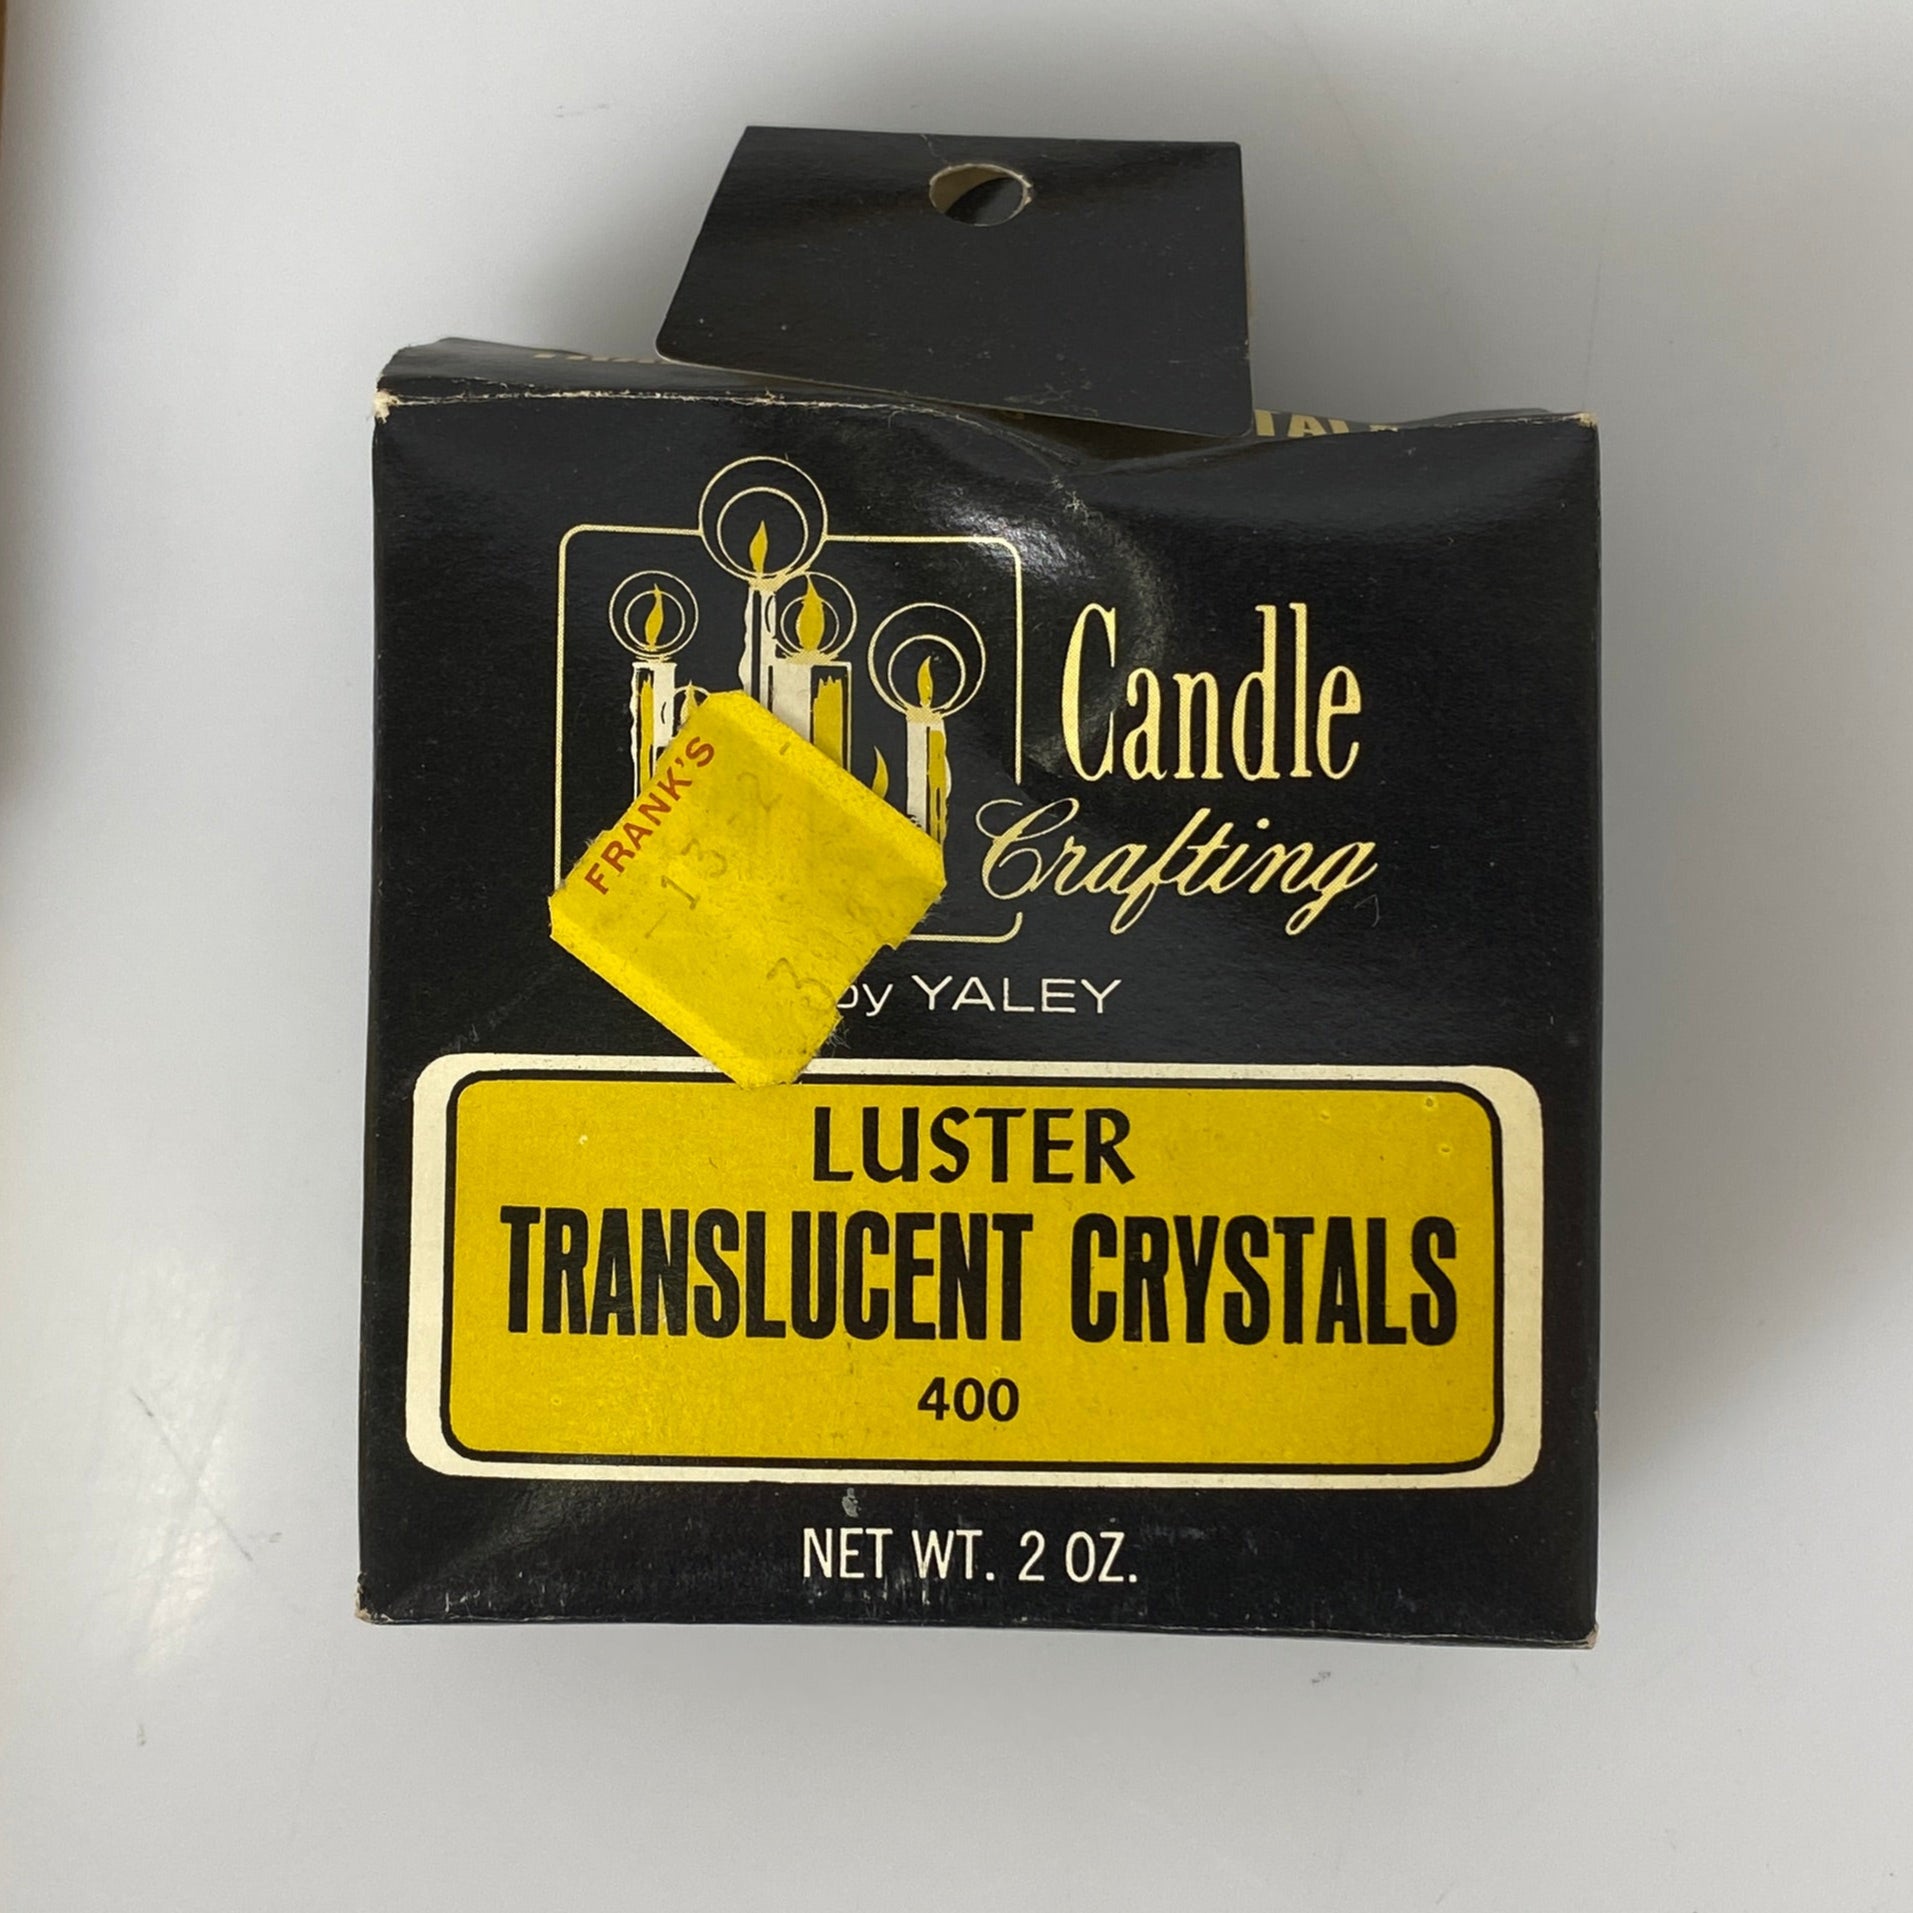 Candle
Crafting
by YALEY
FRANK'S
LUSTER
TRANSLUCENT CRYSTALS
400
NET WT. 2 OZ.